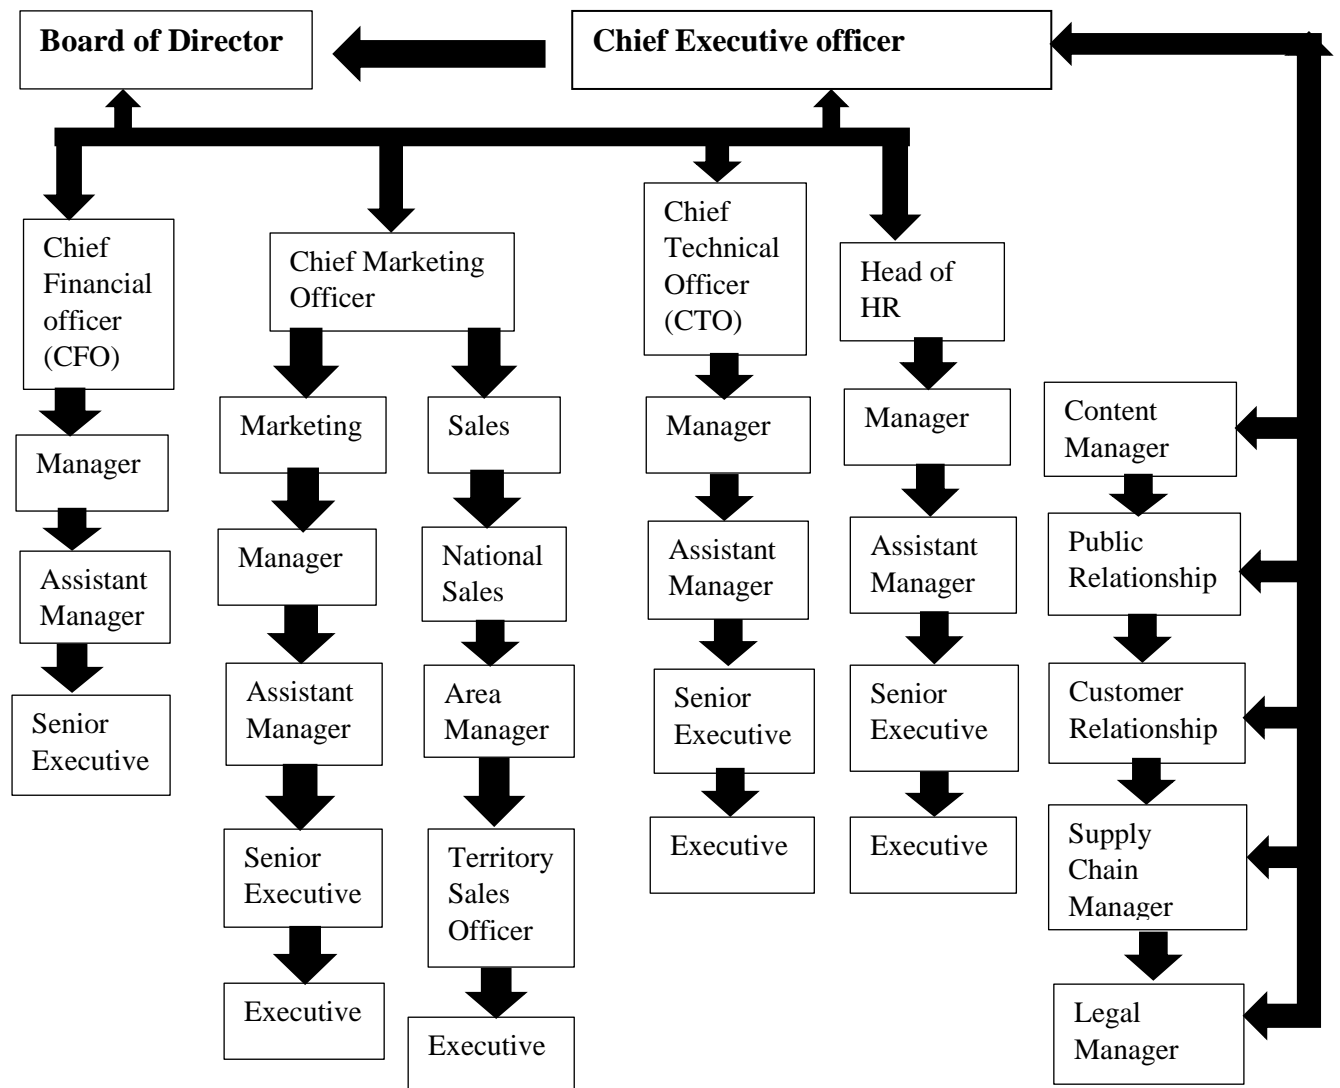 Board of Director
Chief Executive officer
Chief
Financial
officer
(CFO)
Manager
Assistant
Manager
Senior
Executive
Chief Marketing
Officer
Marketing
Manager
Assistant
Manager
Senior
Executive
Executive
Sales
National
Sales
Area
Manager
Territory
Sales
Officer
Executive
Chief
Technical
Officer
(CTO)
Manager
Assistant
Manager
Senior
Executive
Executive
Head of
HR
Manager
Assistant
Manager
Senior
Executive
Executive
Content
Manager
Public
Relationship
Customer
Relationship
Supply
Chain
Manager
Legal
Manager